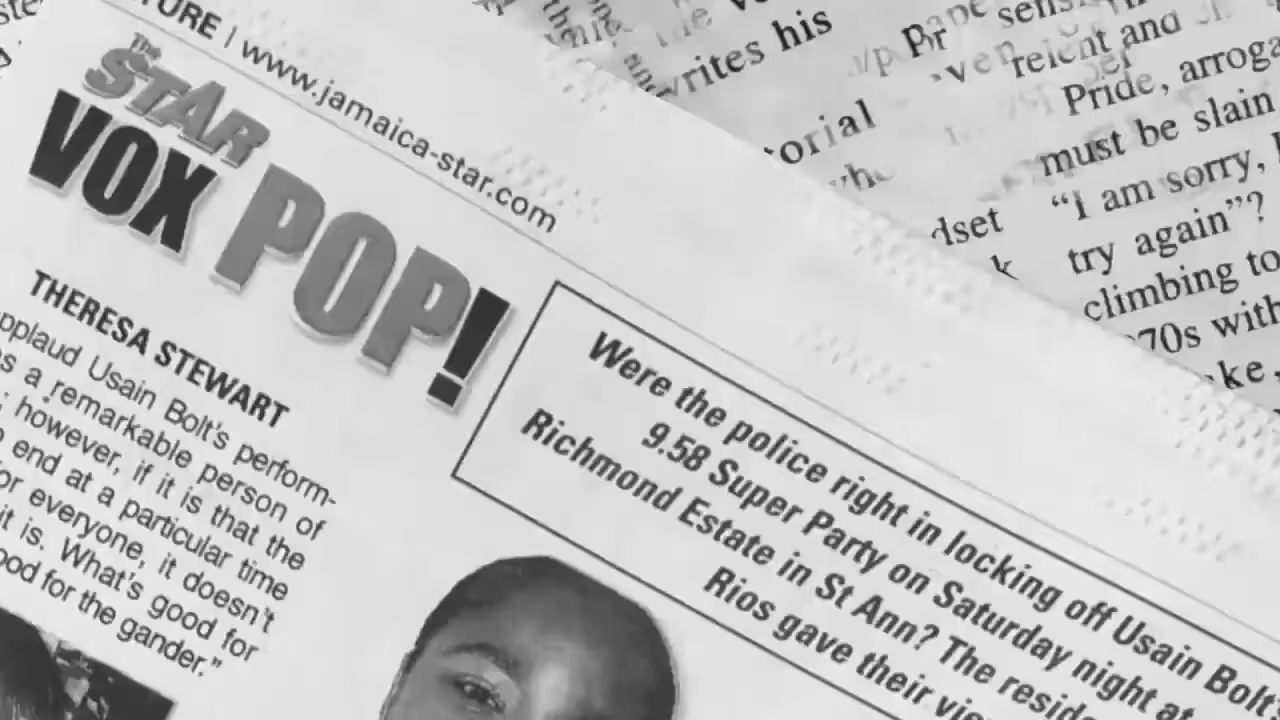 TURE | www.jamaica-star.com
The
STAR
VOX POP!
THERESA STEWART
pplaud Usain Bolt's perform-
s a remarkable person of
; however, if it is that the
end at a particular time
or everyone, it doesn't
it is. What's good for
ood for the gander."
Were the police right in locking off Usain Bolt's
9.58 Super Party on Saturday night at
Richmond Estate in St Ann? The reside
Rios gave their vie
writes his
torial
dset
k
sens
relent and
Pride, arroga
must be slain
"I am sorry, I
try again"?
climbing to
970s with
ke,